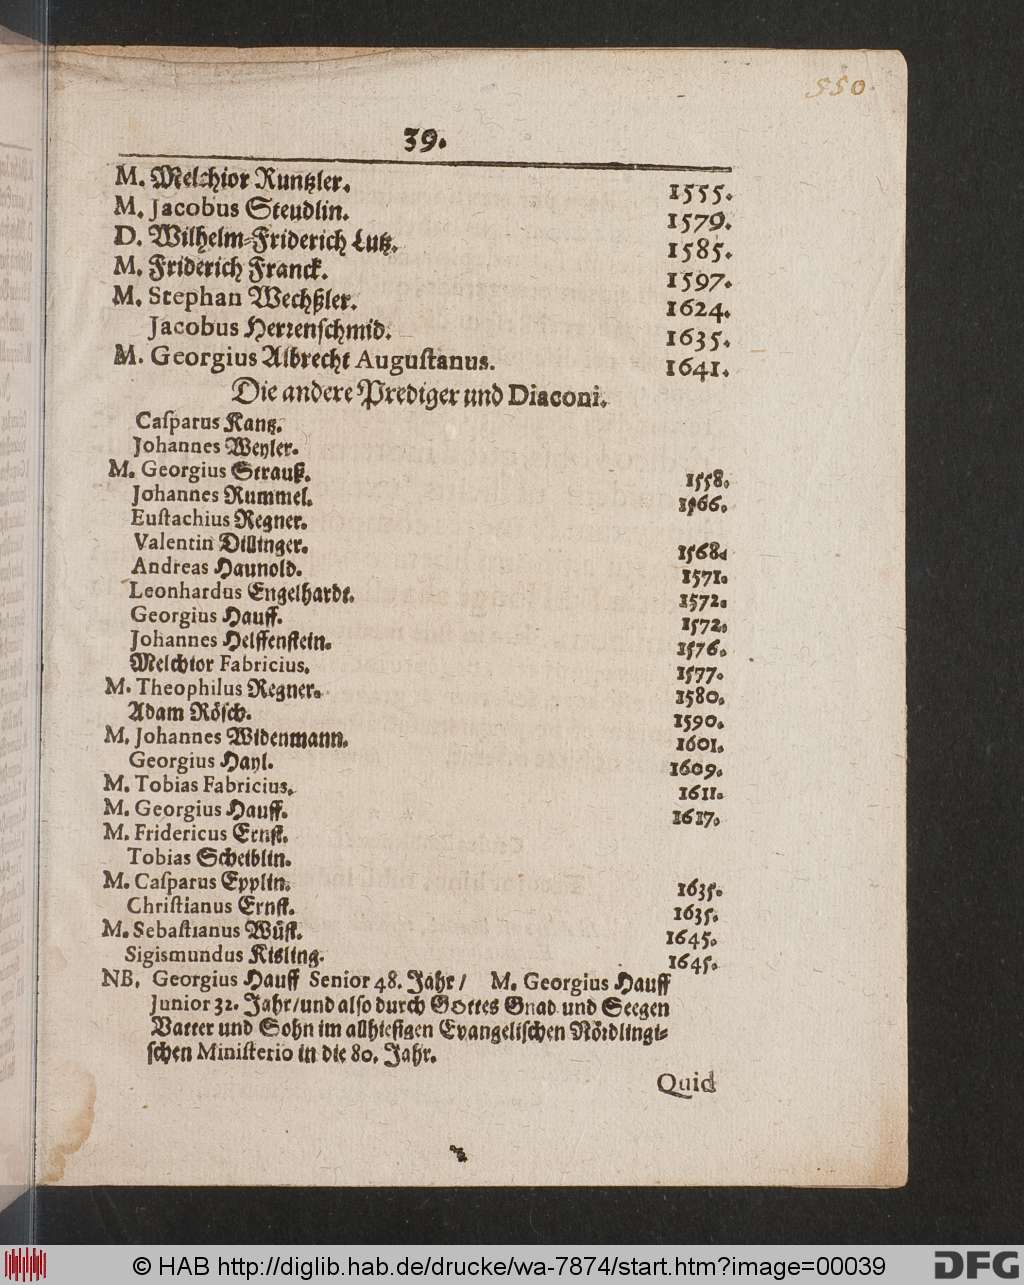 550.
39.
M. Melchior Runtzler. 1555.
M. Jacobus Steudlin. 1579.
D. Wilhelm-Friderich Lutz. 1585.
M. Friderich Franck. 1597.
M. Stephan Wechßler. 1624.
Jacobus Herrenschmid. 1635.
M. Georgius Albrecht Augustanus. 1641.
Die andere Prediger und Diaconi.
Casparus Kantz.
Johannes Weyler.
M. Georgius Strauß. 1558.
Johannes Rummel. 1566.
Eustachius Regner.
Valentin Dillinger. 1568.
Andreas Haunold. 1571.
Leonhardus Engelhardt. 1572.
Georgius Hauff. 1572.
Johannes Helffenstein. 1576.
Melchior Fabricius. 1577.
M. Theophilus Regner. 1580.
Adam Rösch. 1590.
M. Johannes Widenmann. 1601.
Georgius Hayl. 1609.
M. Tobias Fabricius. 1611.
M. Georgius Hauff. 1617.
M. Fridericus Ernst.
Tobias Scheiblin.
M. Casparus Epplin. 1635.
Christianus Ernst. 1635.
M. Sebastianus Wüst. 1645.
Sigismundus Kisling. 1645.
NB. Georgius Hauff Senior 48. Jahr / M. Georgius Hauff
Junior 32. Jahr/und also durch Gottes Gnad und Seegen
Vatter und Sohn im allhiesigen Evangelischen Nördlingi-
schen Ministerio in die 80. Jahr.
Quid
© HAB http://diglib.hab.de/drucke/wa-7874/start.htm?image=00039
DFG